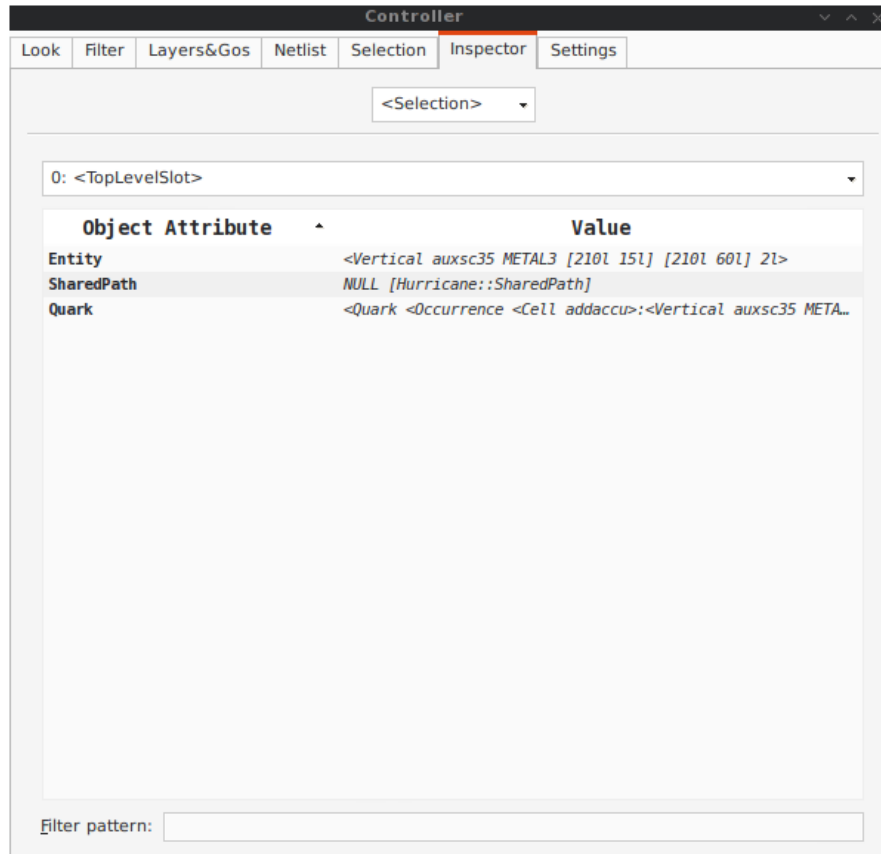 Controller
Look Filter Layers&Gos Netlist Selection Inspector Settings
<Selection>
0: <TopLevelSlot>
Object Attribute Value
Entity <Vertical auxsc35 METAL3 [210l 15l] [210l 60l] 2l>
SharedPath NULL [Hurricane::SharedPath]
Quark <Quark <Occurrence <Cell addaccu>:<Vertical auxsc35 META…
Filter pattern: